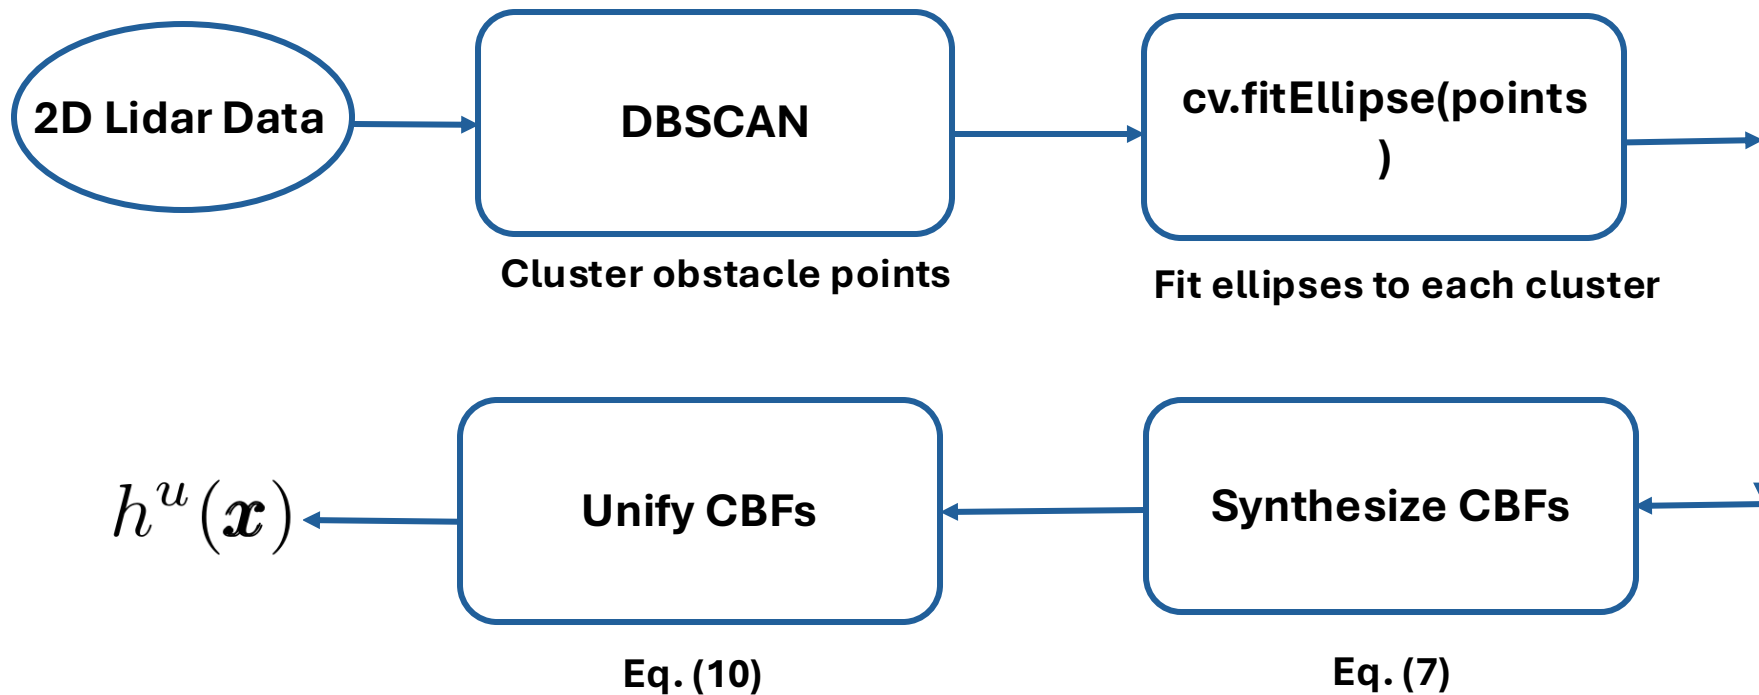 2D Lidar Data
DBSCAN
cv.fitEllipse(points
)
Cluster obstacle points
Fit ellipses to each cluster
Synthesize CBFs
Eq. (7)
Unify CBFs
Eq. (10)
h^u(x)